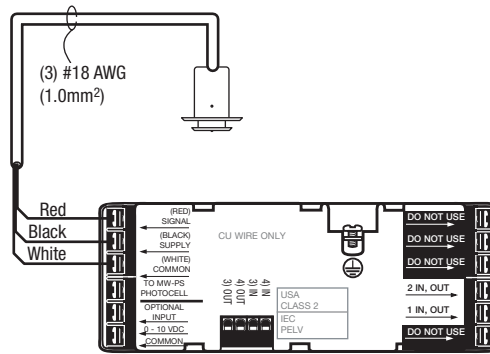 (3) #18 AWG
(1.0mm²)
Red
Black
White
(RED)
SIGNAL
(BLACK)
SUPPLY
(WHITE)
COMMON
TO MW-PS
PHOTOCELL
OPTIONAL
INPUT
0 - 10 VDC
COMMON
CU WIRE ONLY
3) OUT
4) OUT
3) IN
4) IN
USA
CLASS 2
IEC
PELV
DO NOT USE
DO NOT USE
DO NOT USE
2 IN, OUT
1 IN, OUT
DO NOT USE